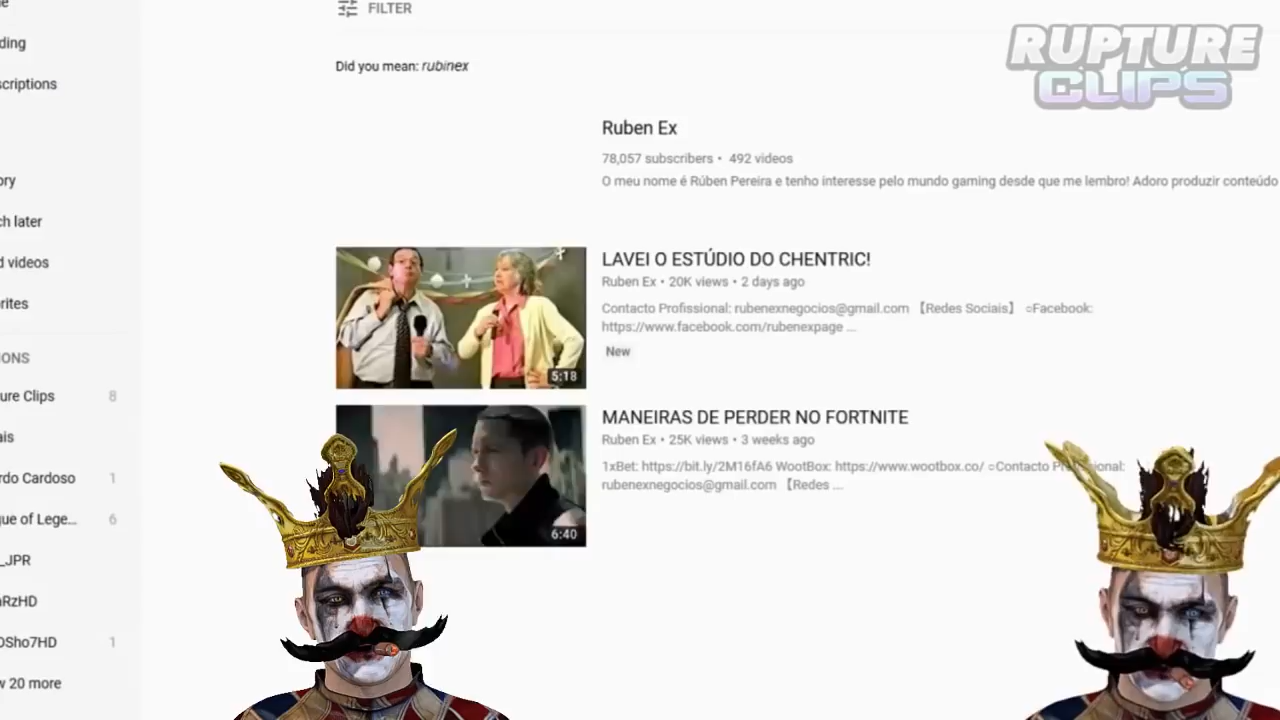 FILTER
RUPTURE
CLIPS
ding
Did you mean: rubinex
criptions
Ruben Ex
78,057 subscribers • 492 videos
ory
O meu nome é Rúben Pereira e tenho interesse pelo mundo gaming desde que me lembro! Adoro produzir conteúdo
ch later
d videos
LAVEI O ESTÚDIO DO CHENTRIC!
Ruben Ex • 20K views • 2 days ago
rites
Contacto Profissional: rubenexnegocios@gmail.com 【Redes Sociais】 ○Facebook:
https://www.facebook.com/rubenexpage ...
New
IONS
5:18
ure Clips 8
MANEIRAS DE PERDER NO FORTNITE
ais
Ruben Ex • 25K views • 3 weeks ago
1xBet: https://bit.ly/2M16fA6 WootBox: https://www.wootbox.co/ ○Contacto
rdo Cardoso 1
rubenexnegocios@gmail.com 【Redes ...
gue of Lege... 6
6:40
_JPR
aRzHD
OSho7HD 1
w 20 more